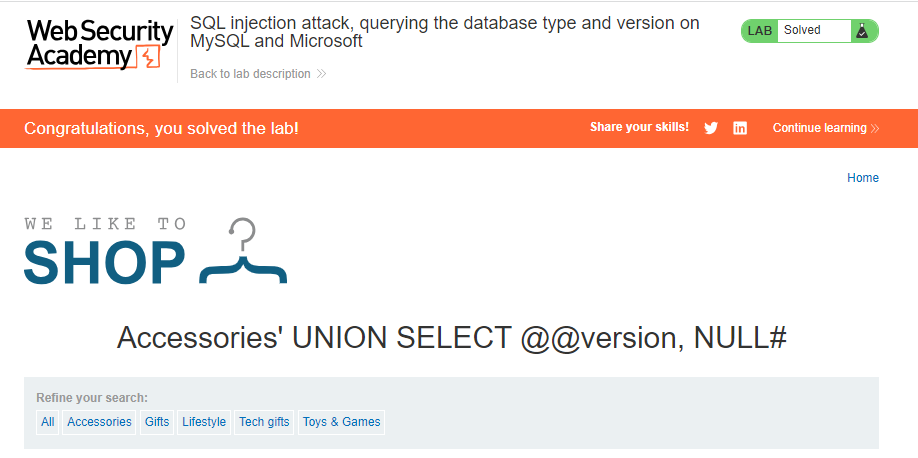 Web Security
Academy
SQL injection attack, querying the database type and version on
MySQL and Microsoft
Back to lab description
LAB Solved
Congratulations, you solved the lab!
Share your skills!
Continue learning
Home
WE LIKE TO
SHOP
Accessories' UNION SELECT @@version, NULL#
Refine your search:
All Accessories Gifts Lifestyle Tech gifts Toys & Games